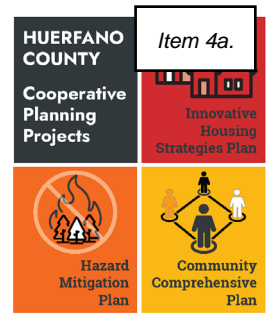 HUERFANO
COUNTY
Cooperative
Planning
Projects
Item 4a.
Innovative
Housing
Strategies Plan
Hazard
Mitigation
Plan
Community
Comprehensive
Plan